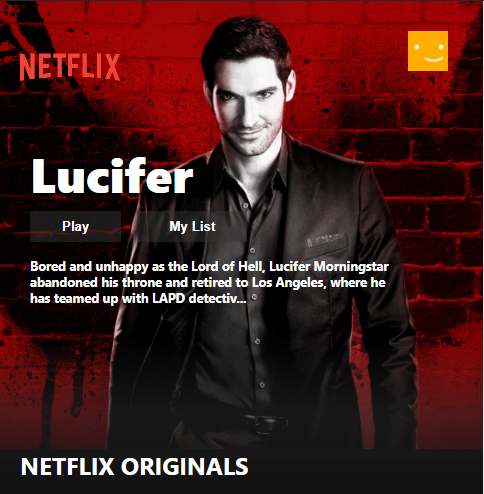 NETFLIX
Lucifer
Play
My List
Bored and unhappy as the Lord of Hell, Lucifer Morningstar
abandoned his throne and retired to Los Angeles, where he
has teamed up with LAPD detectiv...
NETFLIX ORIGINALS